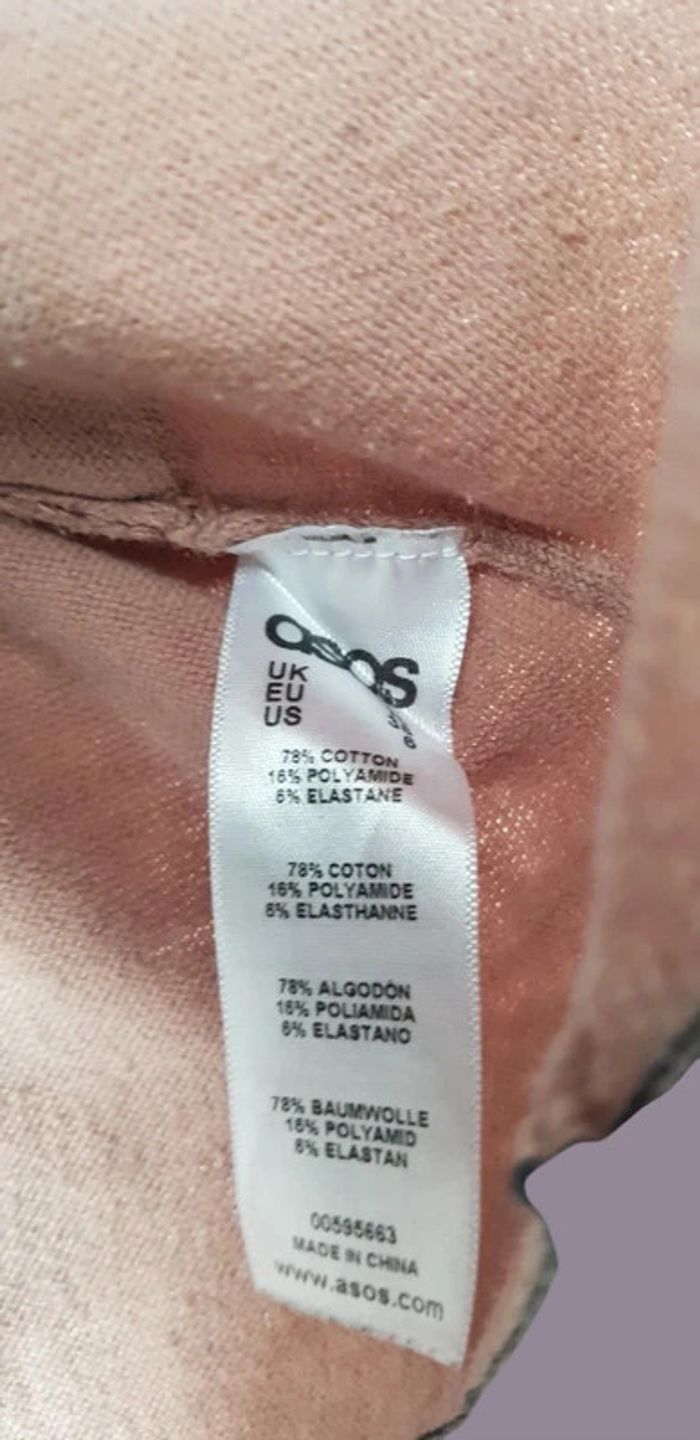 asos
UK
EU
US
78% COTTON
16% POLYAMIDE
6% ELASTANE
78% COTON
16% POLYAMIDE
6% ELASTHANNE
78% ALGODÓN
16% POLIAMIDA
6% ELASTANO
78% BAUMWOLLE
16% POLYAMID
6% ELASTAN
00595663
MADE IN CHINA
www.asos.com